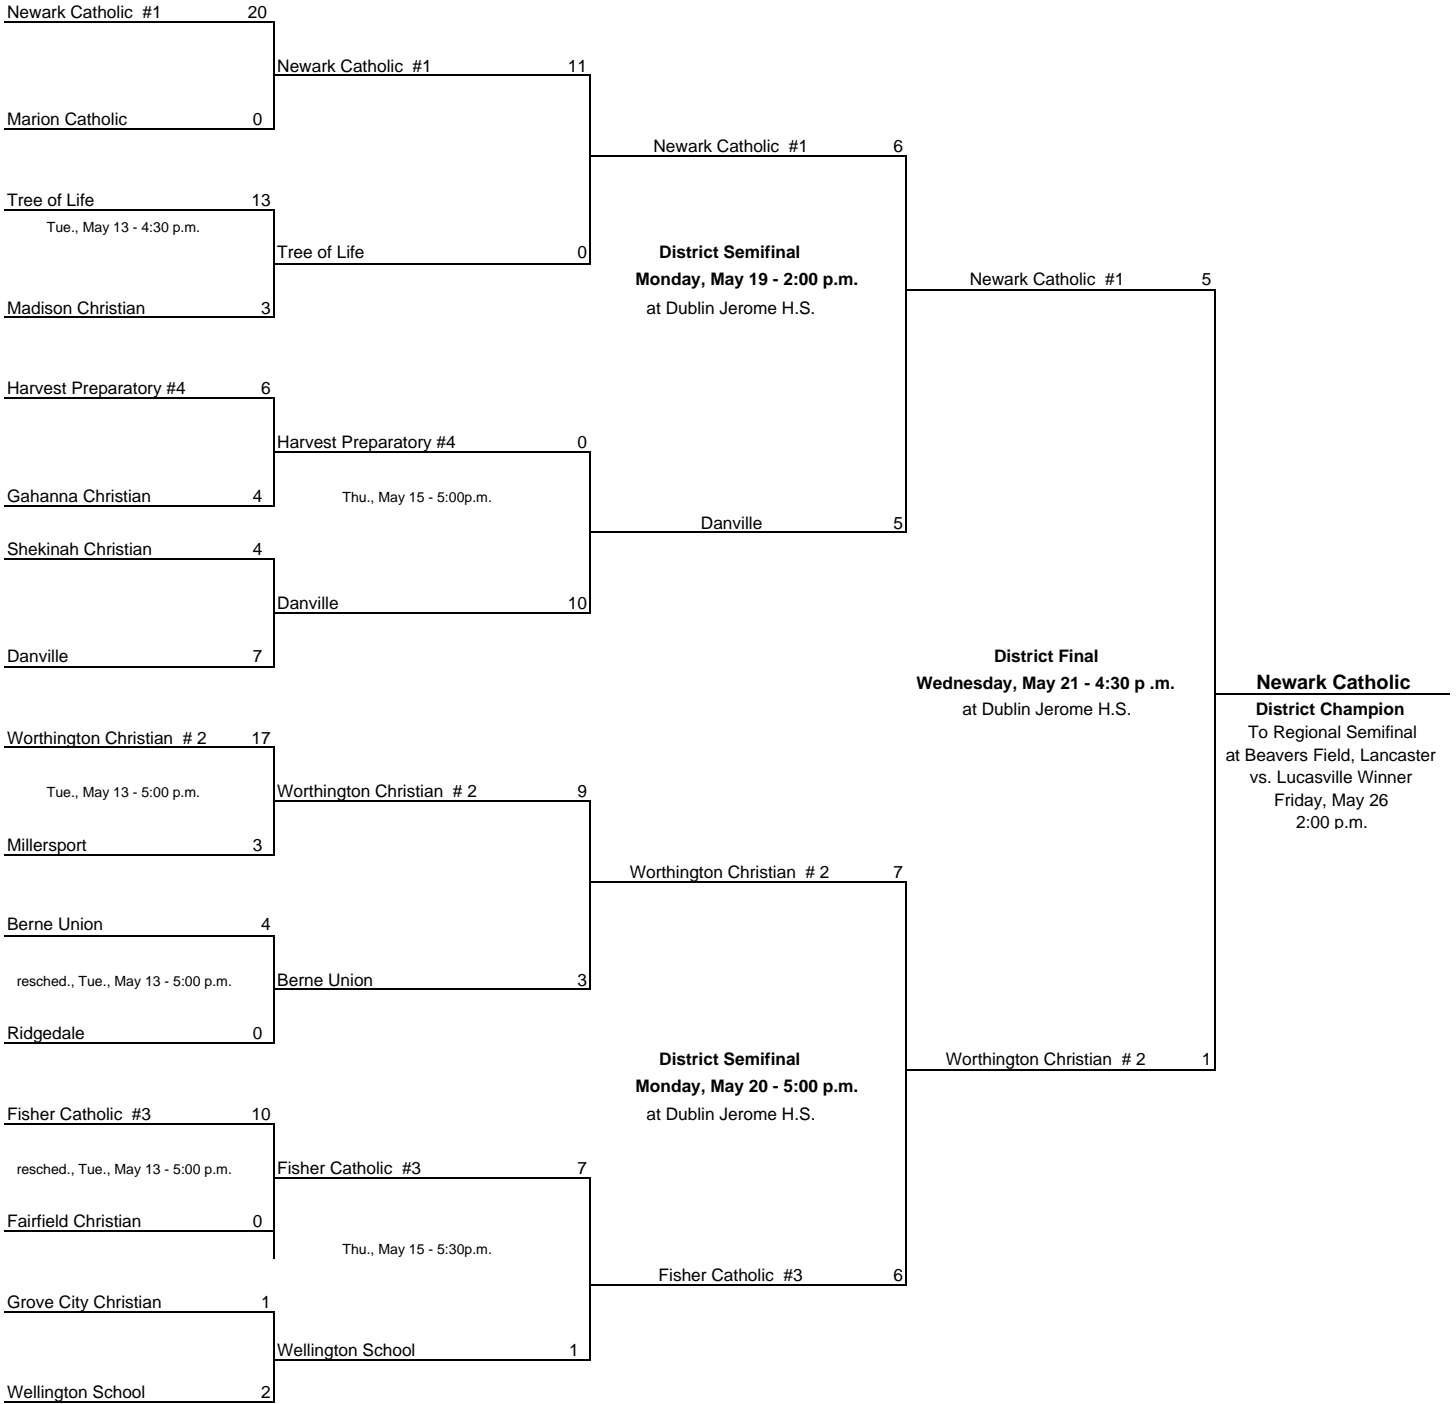 Newark Catholic #1 20
Newark Catholic #1 11
Marion Catholic 0
Newark Catholic #1 6
Tree of Life 13
Tue., May 13 - 4:30 p.m.
Tree of Life 0
District Semifinal
Monday, May 19 - 2:00 p.m.
Newark Catholic #1 5
Madison Christian 3
at Dublin Jerome H.S.
Harvest Preparatory #4 6
Harvest Preparatory #4 0
Gahanna Christian 4
Thu., May 15 - 5:00p.m.
Danville 5
Shekinah Christian 4
Danville 10
Danville 7
District Final
Wednesday, May 21 - 4:30 p .m.
at Dublin Jerome H.S.
Newark Catholic
District Champion
To Regional Semifinal
at Beavers Field, Lancaster
vs. Lucasville Winner
Friday, May 26
2:00 p.m.
Worthington Christian # 2 17
Tue., May 13 - 5:00 p.m.
Worthington Christian # 2 9
Millersport 3
Worthington Christian # 2 7
Berne Union 4
resched., Tue., May 13 - 5:00 p.m.
Berne Union 3
Ridgedale 0
District Semifinal
Monday, May 20 - 5:00 p.m.
at Dublin Jerome H.S.
Worthington Christian # 2 1
Fisher Catholic #3 10
resched., Tue., May 13 - 5:00 p.m.
Fisher Catholic #3 7
Fairfield Christian 0
Thu., May 15 - 5:30p.m.
Fisher Catholic #3 6
Grove City Christian 1
Wellington School 1
Wellington School 2